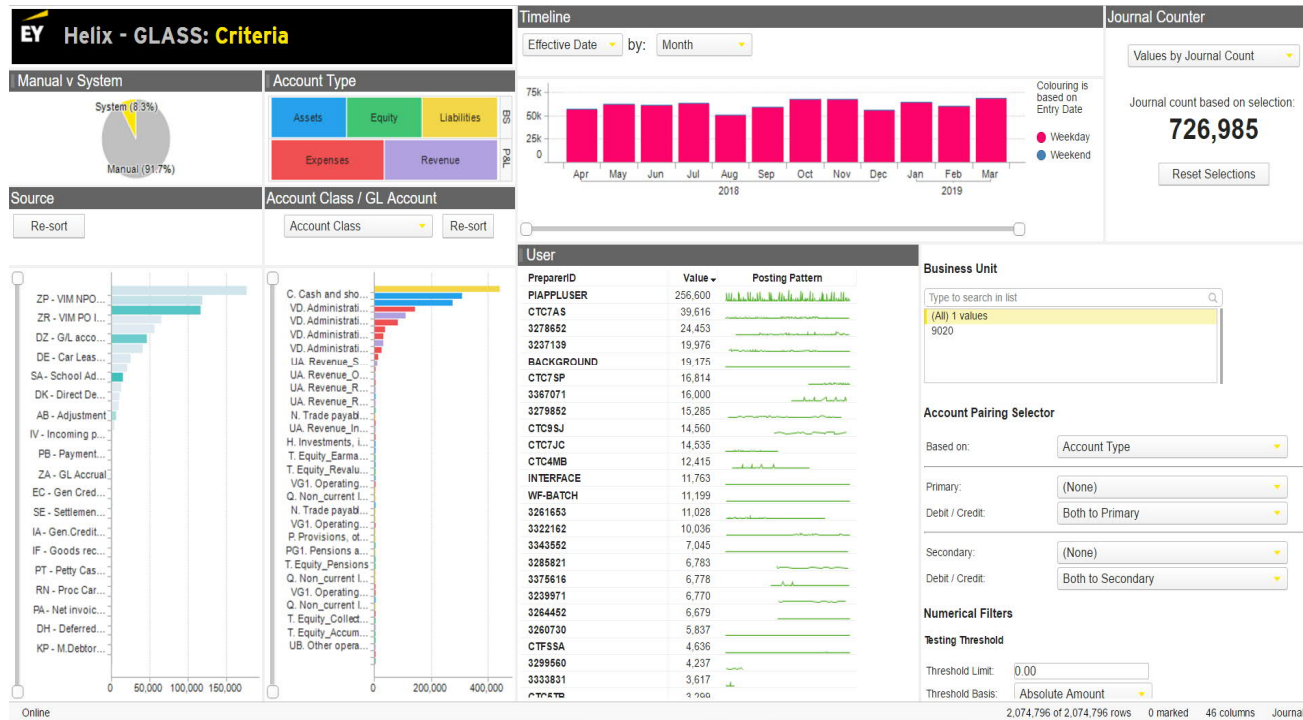 EY Helix - GLASS: Criteria
Timeline
Journal Counter
Effective Date by: Month
Values by Journal Count
Manual v System
System (8.3%)
Manual (91.7%)
Account Type
Assets Equity Liabilities BS
Expenses Revenue P&L
75k
50k
25k
0
Apr May Jun Jul Aug Sep Oct Nov Dec Jan Feb Mar
2018 2019
Colouring is
based on
Entry Date
Weekday
Weekend
Journal count based on selection:
726,985
Reset Selections
Source
Re-sort
Account Class / GL Account
Account Class Re-sort
ZP - VIM NPO...
ZR - VIM PO I...
DZ - G/L acco...
DE - Car Leas...
SA - School Ad...
DK - Direct De...
AB - Adjustment
IV - Incoming p...
PB - Payment...
ZA - GL Accrual
EC - Gen Cred...
SE - Settlemen...
IA - Gen.Credit...
IF - Goods rec...
PT - Petty Cas...
RN - Proc Car...
PA - Net invoic...
DH - Deferred...
KP - M.Debtor...
0 50,000 100,000 150,000
C. Cash and sho...
VD. Administrati...
VD. Administrati...
VD. Administrati...
VD. Administrati...
UA. Revenue_S...
UA. Revenue_O...
UA. Revenue_R...
UA. Revenue_R...
N. Trade payabl...
UA. Revenue_In...
H. Investments, i...
T. Equity_Earma...
T. Equity_Revalu...
VG1. Operating...
Q. Non_current l...
N. Trade payabl...
VG1. Operating...
P. Provisions, ot...
PG1. Pensions a...
T. Equity_Pensions
Q. Non_current l...
VG1. Operating...
Q. Non_current l...
T. Equity_Collect...
T. Equity_Accum...
UB. Other opera...
0 200,000 400,000
User
PreparerID Value Posting Pattern
PIAPPLUSER 256,600
CTC7AS 39,616
3278652 24,453
3237139 19,976
BACKGROUND 19,175
CTC7SP 16,814
3367071 16,000
3279852 15,285
CTC9SJ 14,560
CTC7JC 14,535
CTC4MB 12,415
INTERFACE 11,763
WF-BATCH 11,199
3261653 11,028
3322162 10,036
3343552 7,045
3285821 6,783
3375616 6,778
3239971 6,770
3264452 6,679
3260730 5,837
CTFSSA 4,636
3299560 4,237
3333831 3,617
CTC5TB 3,299
Business Unit
Type to search in list
(All) 1 values
9020
Account Pairing Selector
Based on: Account Type
Primary: (None)
Debit / Credit: Both to Primary
Secondary: (None)
Debit / Credit: Both to Secondary
Numerical Filters
Testing Threshold
Threshold Limit: 0.00
Threshold Basis: Absolute Amount
Online 2,074,796 of 2,074,796 rows 0 marked 46 columns Journal